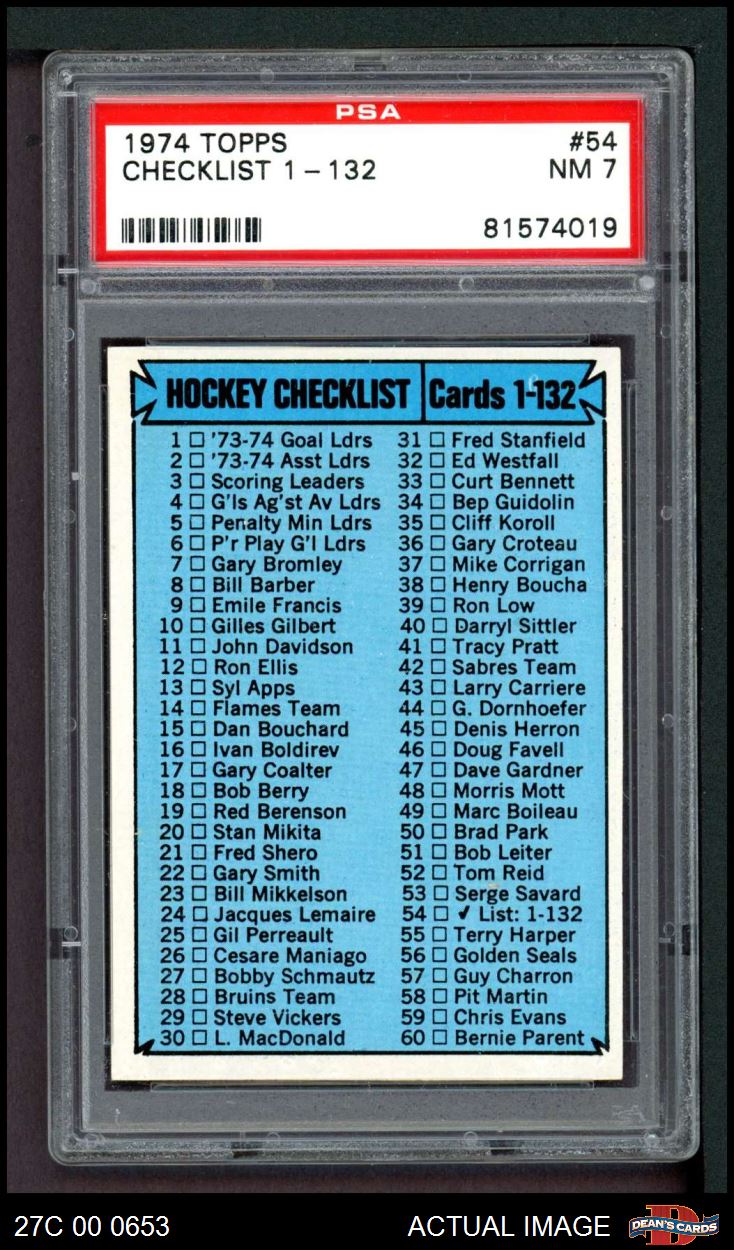 PSA
1974 TOPPS #54
CHECKLIST 1 – 132 NM 7
81574019
HOCKEY CHECKLIST Cards 1-132
1 □ '73-74 Goal Ldrs
2 □ '73-74 Asst Ldrs
3 □ Scoring Leaders
4 □ G'ls Ag'st Av Ldrs
5 □ Penalty Min Ldrs
6 □ P'r Play G'l Ldrs
7 □ Gary Bromley
8 □ Bill Barber
9 □ Emile Francis
10 □ Gilles Gilbert
11 □ John Davidson
12 □ Ron Ellis
13 □ Syl Apps
14 □ Flames Team
15 □ Dan Bouchard
16 □ Ivan Boldirev
17 □ Gary Coalter
18 □ Bob Berry
19 □ Red Berenson
20 □ Stan Mikita
21 □ Fred Shero
22 □ Gary Smith
23 □ Bill Mikkelson
24 □ Jacques Lemaire
25 □ Gil Perreault
26 □ Cesare Maniago
27 □ Bobby Schmautz
28 □ Bruins Team
29 □ Steve Vickers
30 □ L. MacDonald
31 □ Fred Stanfield
32 □ Ed Westfall
33 □ Curt Bennett
34 □ Bep Guidolin
35 □ Cliff Koroll
36 □ Gary Croteau
37 □ Mike Corrigan
38 □ Henry Boucha
39 □ Ron Low
40 □ Darryl Sittler
41 □ Tracy Pratt
42 □ Sabres Team
43 □ Larry Carriere
44 □ G. Dornhoefer
45 □ Denis Herron
46 □ Doug Favell
47 □ Dave Gardner
48 □ Morris Mott
49 □ Marc Boileau
50 □ Brad Park
51 □ Bob Leiter
52 □ Tom Reid
53 □ Serge Savard
54 □ ✓ List: 1-132
55 □ Terry Harper
56 □ Golden Seals
57 □ Guy Charron
58 □ Pit Martin
59 □ Chris Evans
60 □ Bernie Parent
27C 00 0653 ACTUAL IMAGE DEAN'S CARDS